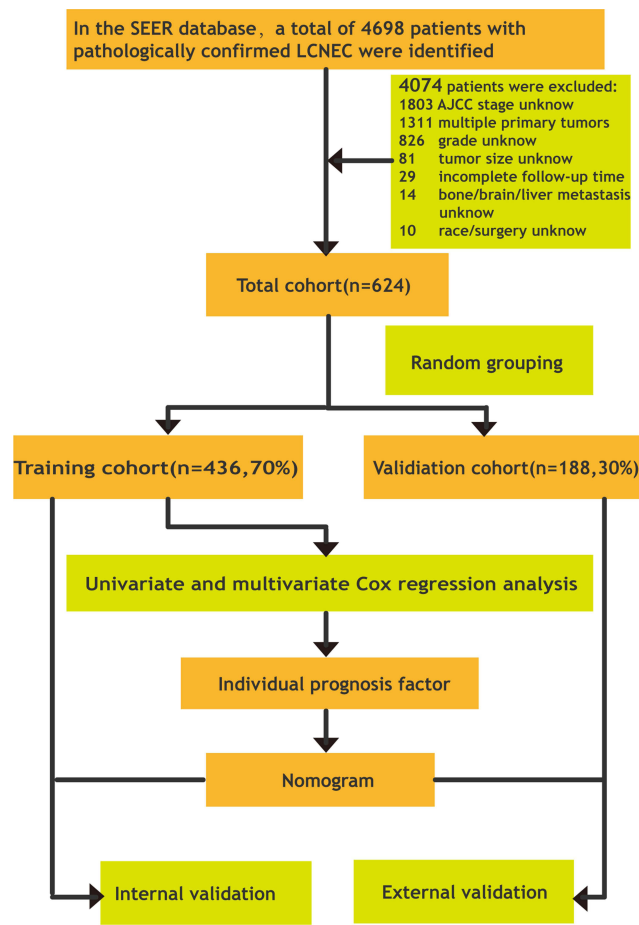 In the SEER database, a total of 4698 patients with
pathologically confirmed LCNEC were identified
4074 patients were excluded:
1803 AJCC stage unknow
1311 multiple primary tumors
826 grade unknow
81 tumor size unknow
29 incomplete follow-up time
14 bone/brain/liver metastasis
unknow
10 race/surgery unknow
Total cohort(n=624)
Random grouping
Training cohort(n=436,70%)
Validiation cohort(n=188,30%)
Univariate and multivariate Cox regression analysis
Individual prognosis factor
Nomogram
Internal validation
External validation